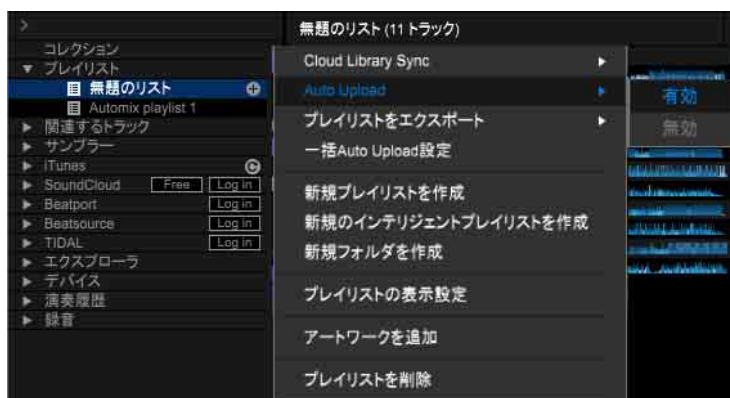 コレクション
プレイリスト
無題のリスト
Automix playlist 1
関連するトラック
サンプラー
iTunes
SoundCloud Free Log in
Beatport Log in
Beatsource Log in
TIDAL Log in
エクスプローラ
デバイス
演奏履歴
録音
無題のリスト (11 トラック)
Cloud Library Sync
Auto Upload
プレイリストをエクスポート
一括Auto Upload設定
新規プレイリストを作成
新規のインテリジェントプレイリストを作成
新規フォルダを作成
プレイリストの表示設定
アートワークを追加
プレイリストを削除
有効
無効